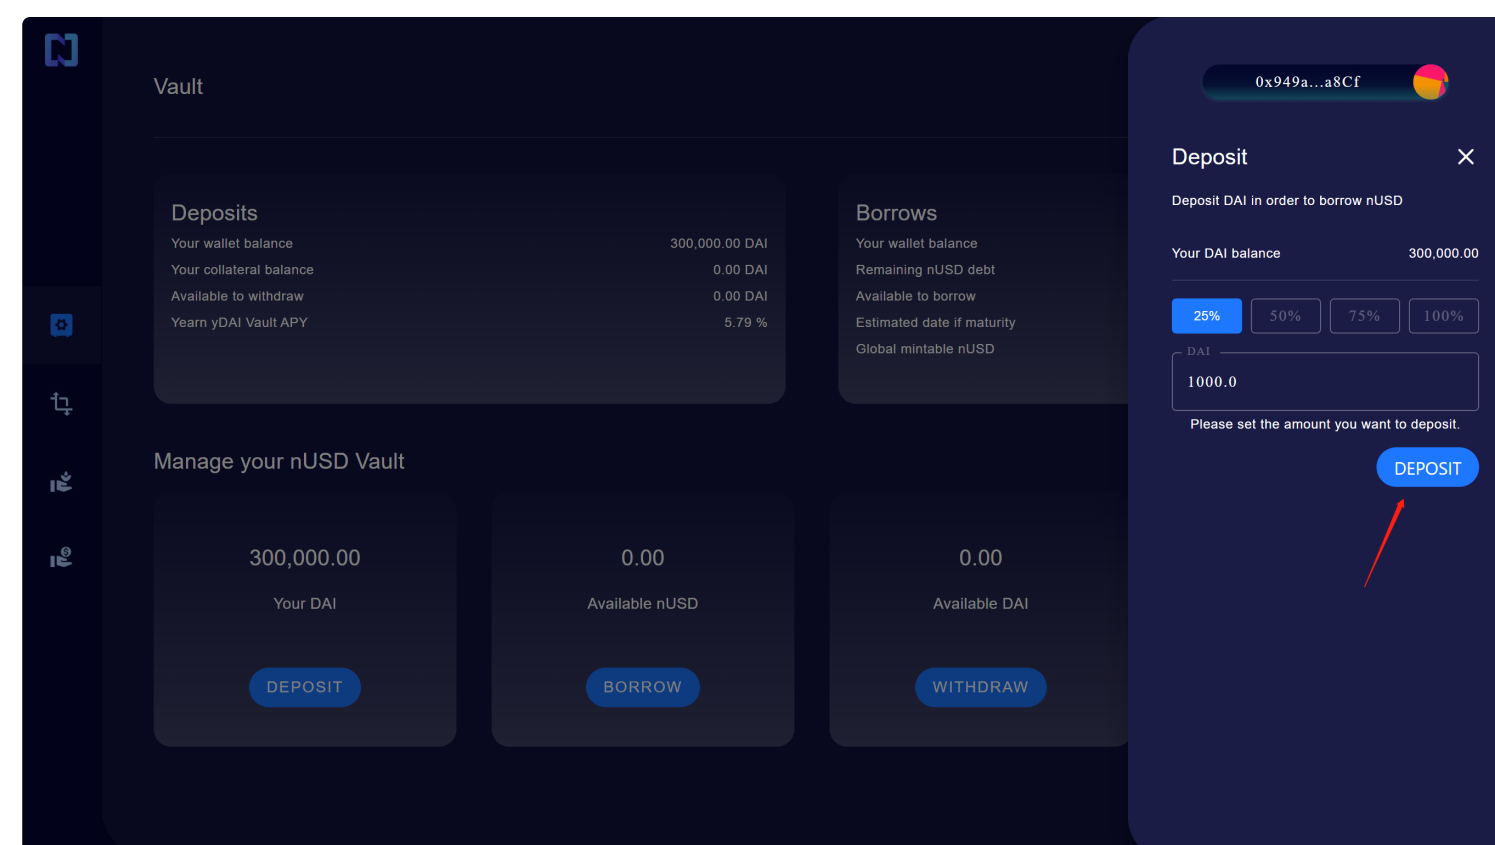 Vault
Deposits
Your wallet balance 300,000.00 DAI
Your collateral balance 0.00 DAI
Available to withdraw 0.00 DAI
Yearn yDAI Vault APY 5.79 %
Borrows
Your wallet balance
Remaining nUSD debt
Available to borrow
Estimated date if maturity
Global mintable nUSD
Manage your nUSD Vault
300,000.00
Your DAI
DEPOSIT
0.00
Available nUSD
BORROW
0.00
Available DAI
WITHDRAW
0x949a...a8Cf
Deposit
Deposit DAI in order to borrow nUSD
Your DAI balance 300,000.00
25% 50% 75% 100%
DAI
1000.0
Please set the amount you want to deposit.
DEPOSIT